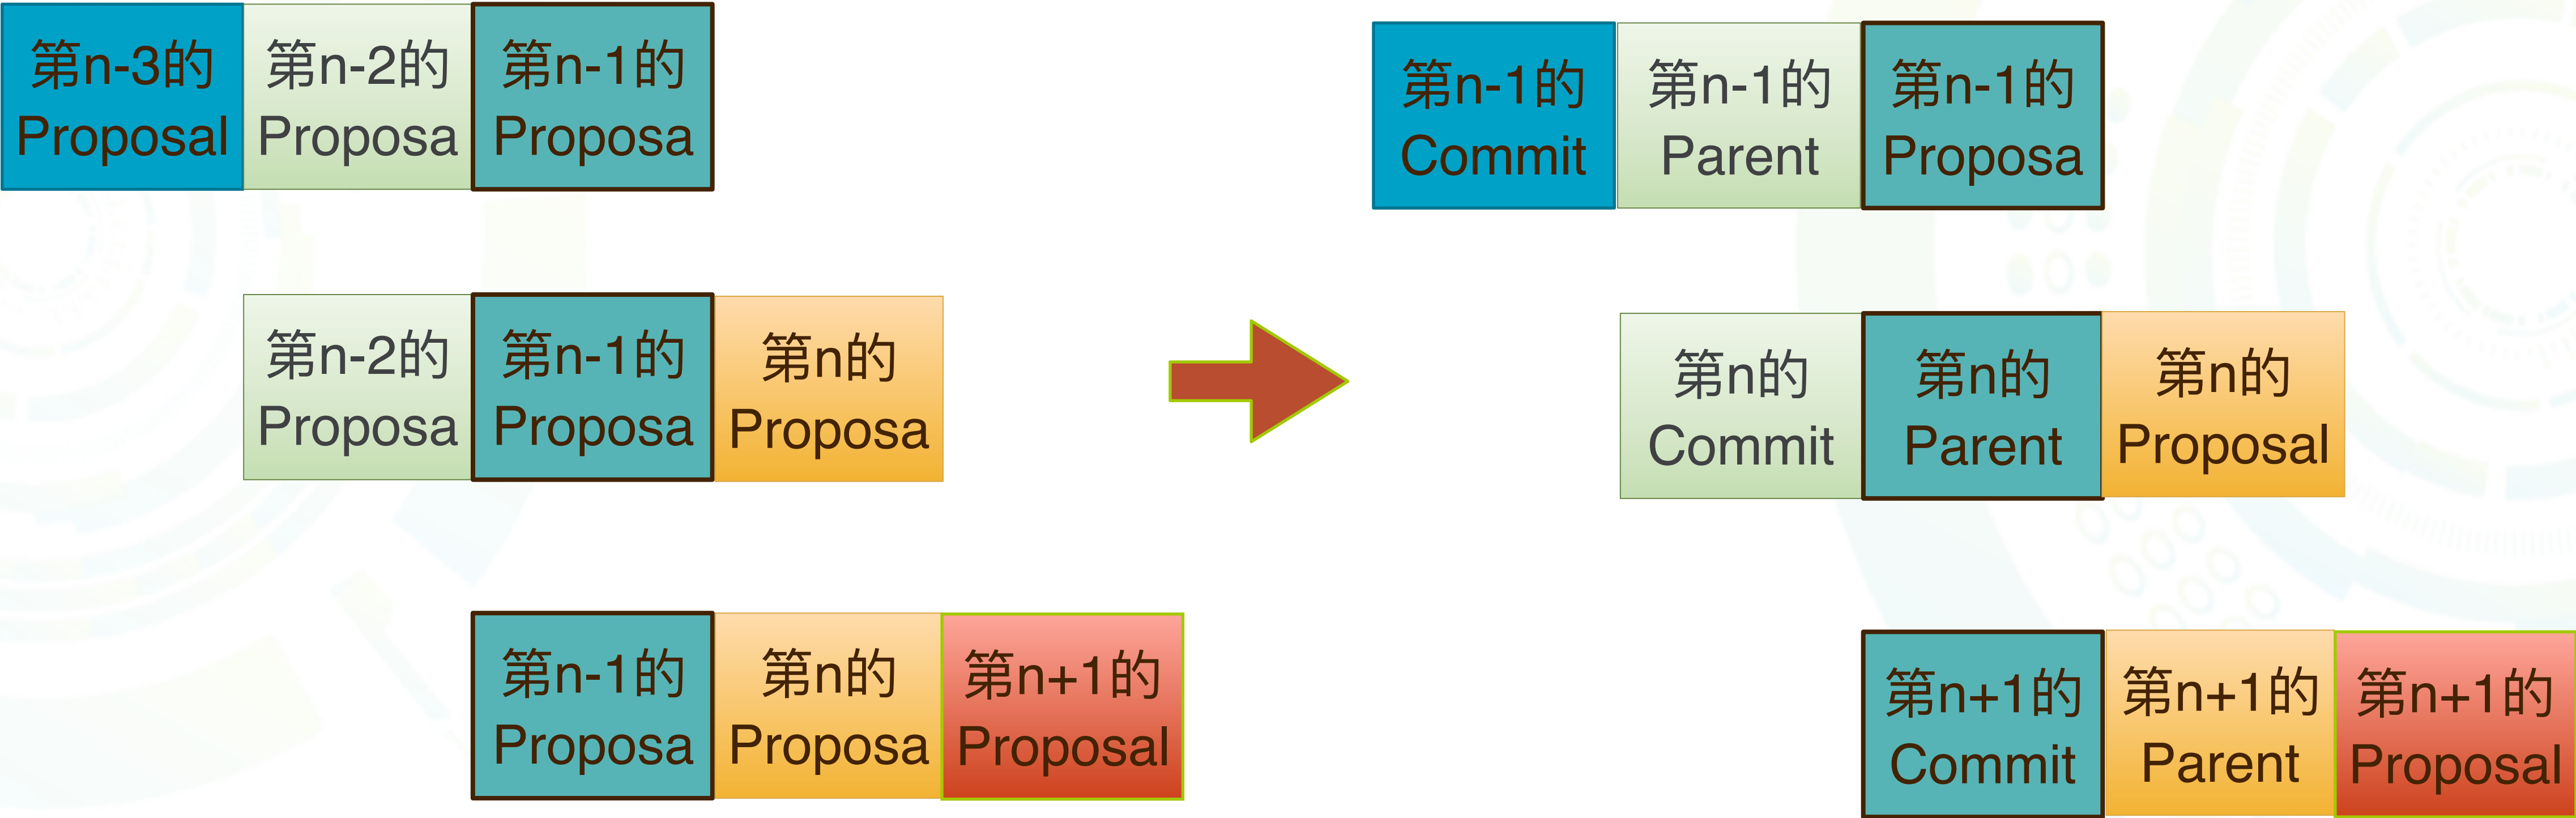 第n-3的
Proposal
第n-2的
Proposa
第n-1的
Proposa
第n-2的
Proposa
第n-1的
Proposa
第n的
Proposa
第n-1的
Proposa
第n的
Proposa
第n+1的
Proposal
第n-1的
Commit
第n-1的
Parent
第n-1的
Proposa
第n的
Commit
第n的
Parent
第n的
Proposal
第n+1的
Commit
第n+1的
Parent
第n+1的
Proposal